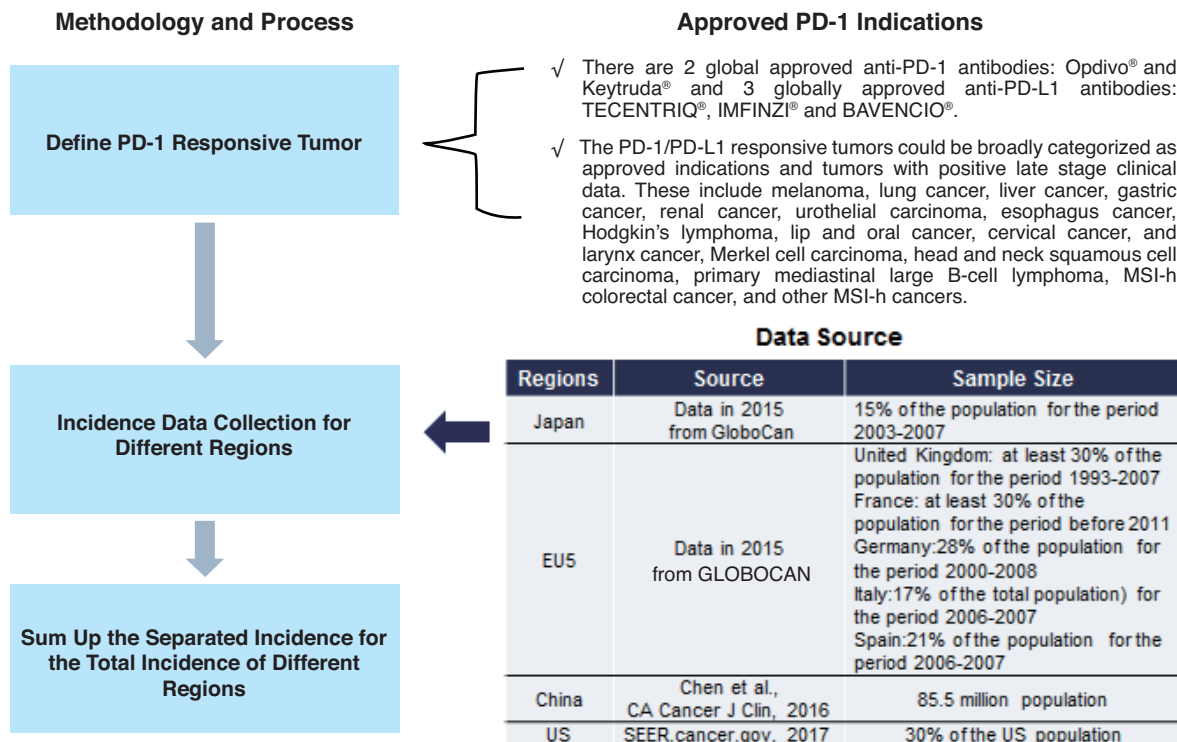 Methodology and Process
Define PD-1 Responsive Tumor
Incidence Data Collection for
Different Regions
Sum Up the Separated Incidence for
the Total Incidence of Different
Regions
Approved PD-1 Indications
√ There are 2 global approved anti-PD-1 antibodies: Opdivo® and
Keytruda® and 3 globally approved anti-PD-L1 antibodies:
TECENTRIQ®, IMFINZI® and BAVENCIO®.
√ The PD-1/PD-L1 responsive tumors could be broadly categorized as
approved indications and tumors with positive late stage clinical
data. These include melanoma, lung cancer, liver cancer, gastric
cancer, renal cancer, urothelial carcinoma, esophagus cancer,
Hodgkin's lymphoma, lip and oral cancer, cervical cancer, and
larynx cancer, Merkel cell carcinoma, head and neck squamous cell
carcinoma, primary mediastinal large B-cell lymphoma, MSI-h
colorectal cancer, and other MSI-h cancers.
Data Source
Regions Source Sample Size
Japan
Data in 2015
from GloboCan
15% of the population for the period
2003-2007
EU5
Data in 2015
from GLOBOCAN
United Kingdom: at least 30% of the
population for the period 1993-2007
France: at least 30% of the
population for the period before 2011
Germany:28% of the population for
the period 2000-2008
Italy:17% of the total population) for
the period 2006-2007
Spain:21% of the population for the
period 2006-2007
China
Chen et al.,
CA Cancer J Clin, 2016
85.5 million population
US SEER.cancer.gov, 2017 30% of the US population